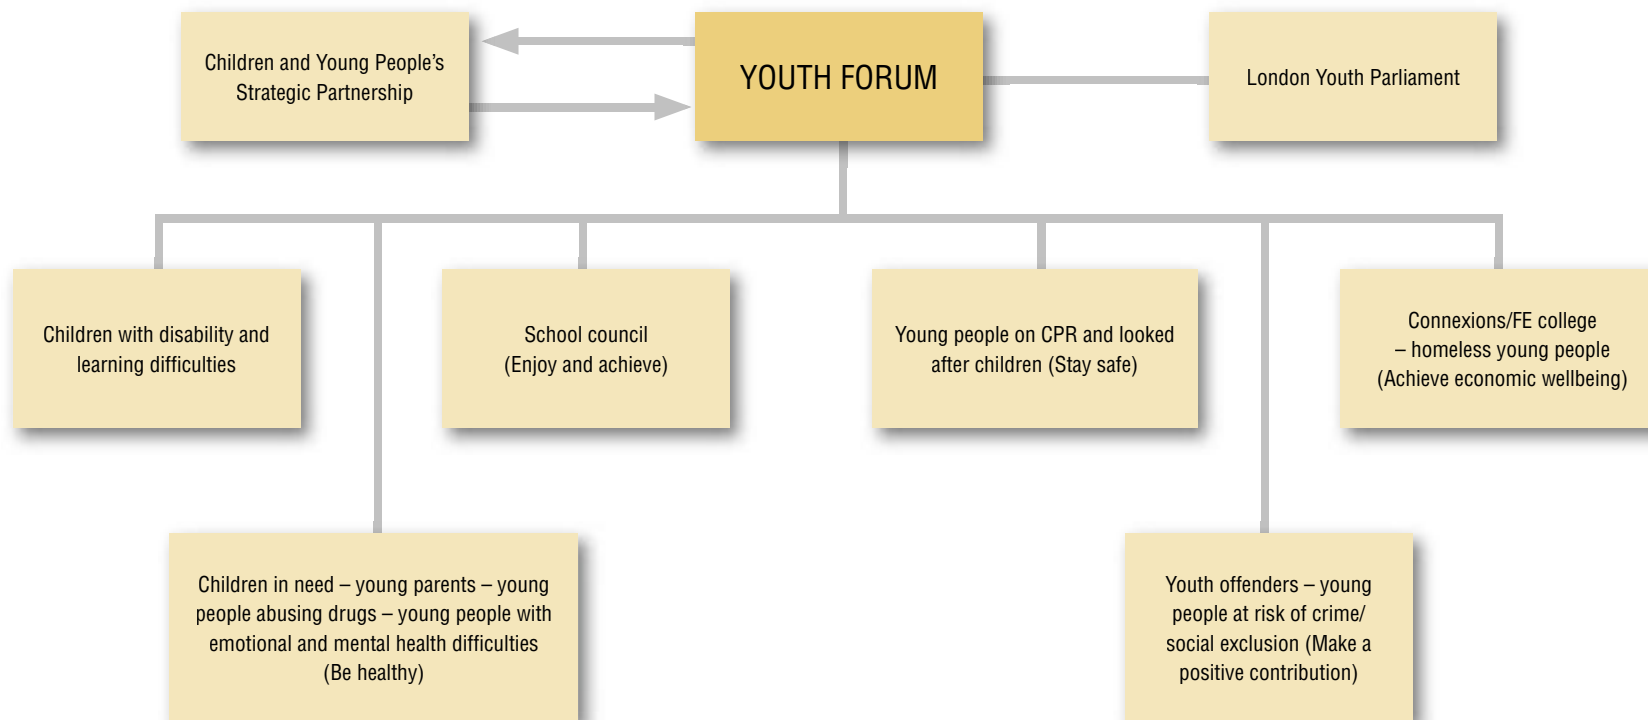 Children and Young People’s
Strategic Partnership
YOUTH FORUM
London Youth Parliament
Children with disability and
learning difficulties
School council
(Enjoy and achieve)
Young people on CPR and looked
after children (Stay safe)
Connexions/FE college
– homeless young people
(Achieve economic wellbeing)
Children in need – young parents – young
people abusing drugs – young people with
emotional and mental health difficulties
(Be healthy)
Youth offenders – young
people at risk of crime/
social exclusion (Make a
positive contribution)